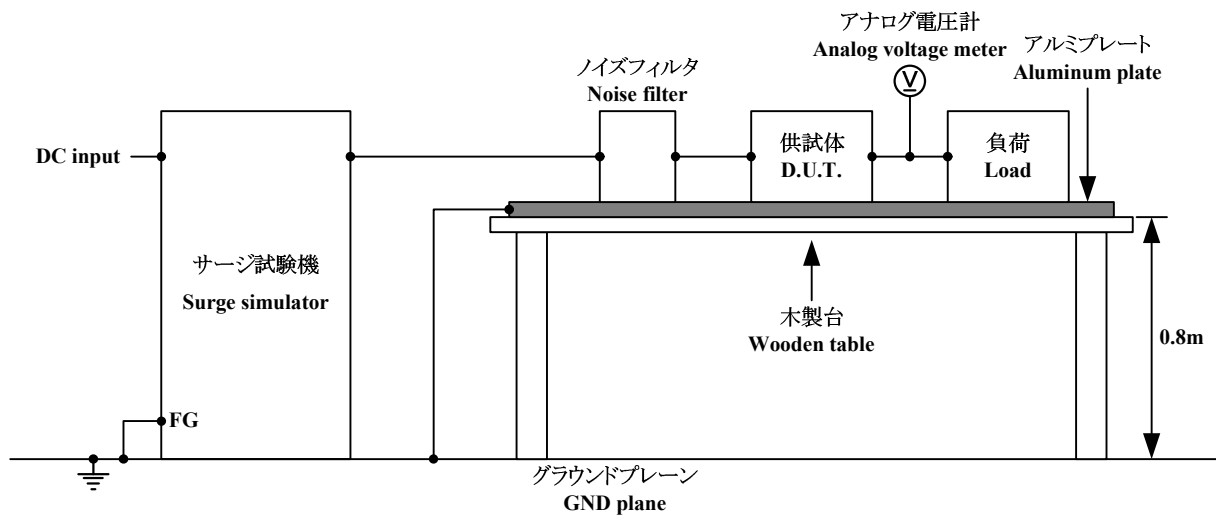 アナログ電圧計
Analog voltage meter
アルミプレート
Aluminum plate
ノイズフィルタ
Noise filter
V
DC input
供試体
D.U.T.
負荷
Load
サージ試験機
Surge simulator
木製台
Wooden table
0.8m
FG
グラウンドプレーン
GND plane